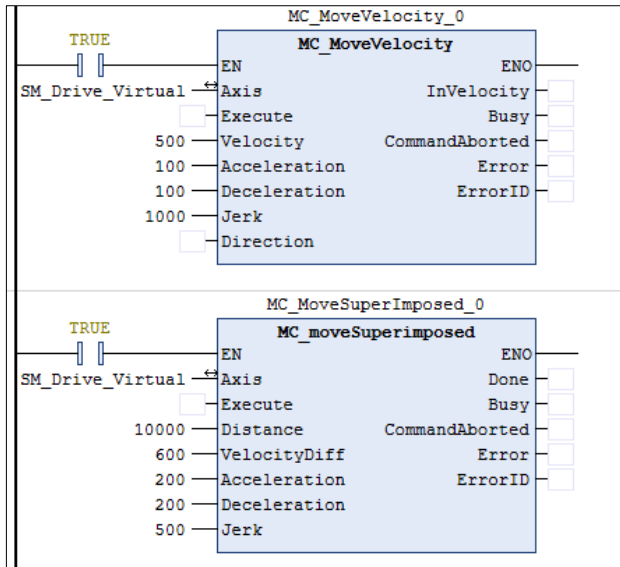 MC_MoveVelocity_0
TRUE
MC_MoveVelocity
EN ENO
SM_Drive_Virtual Axis InVelocity
Execute Busy
500 Velocity CommandAborted
100 Acceleration Error
100 Deceleration ErrorID
1000 Jerk
Direction
MC_MoveSuperImposed_0
TRUE
MC_moveSuperimposed
EN ENO
SM_Drive_Virtual Axis Done
Execute Busy
10000 Distance CommandAborted
600 VelocityDiff Error
200 Acceleration ErrorID
200 Deceleration
500 Jerk